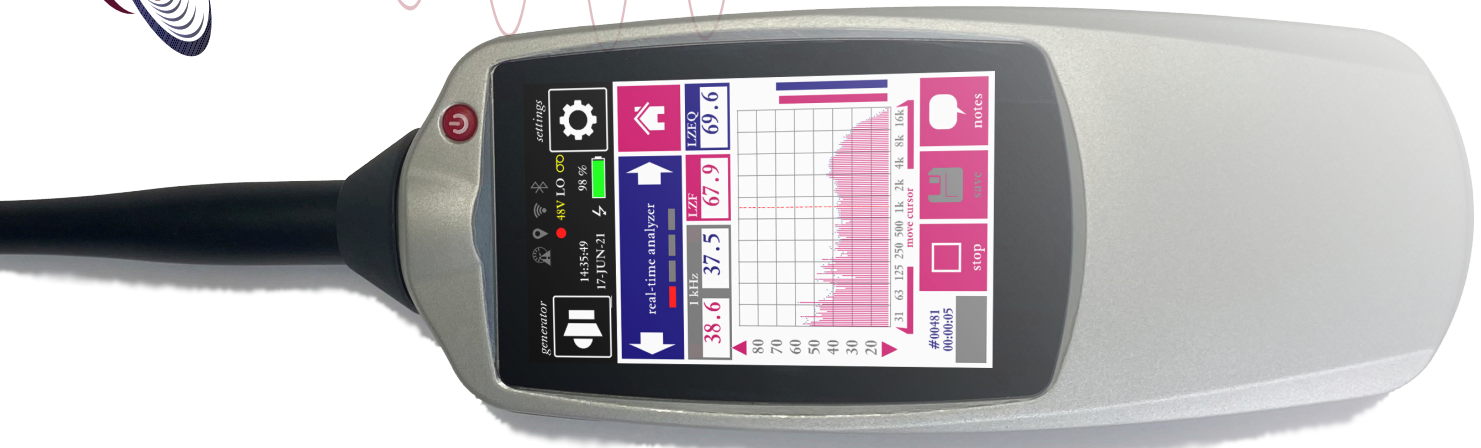 generator
settings
14:35:49
17-JUN-21
48V LO
98 %
real-time analyzer
1 kHz
LZF
LZEQ
38.6
37.5
67.9
69.6
80
70
60
50
40
30
20
31 63 125 250 500 1k 2k 4k 8k 16k
move cursor
#00481
00:00:05
stop
save
notes